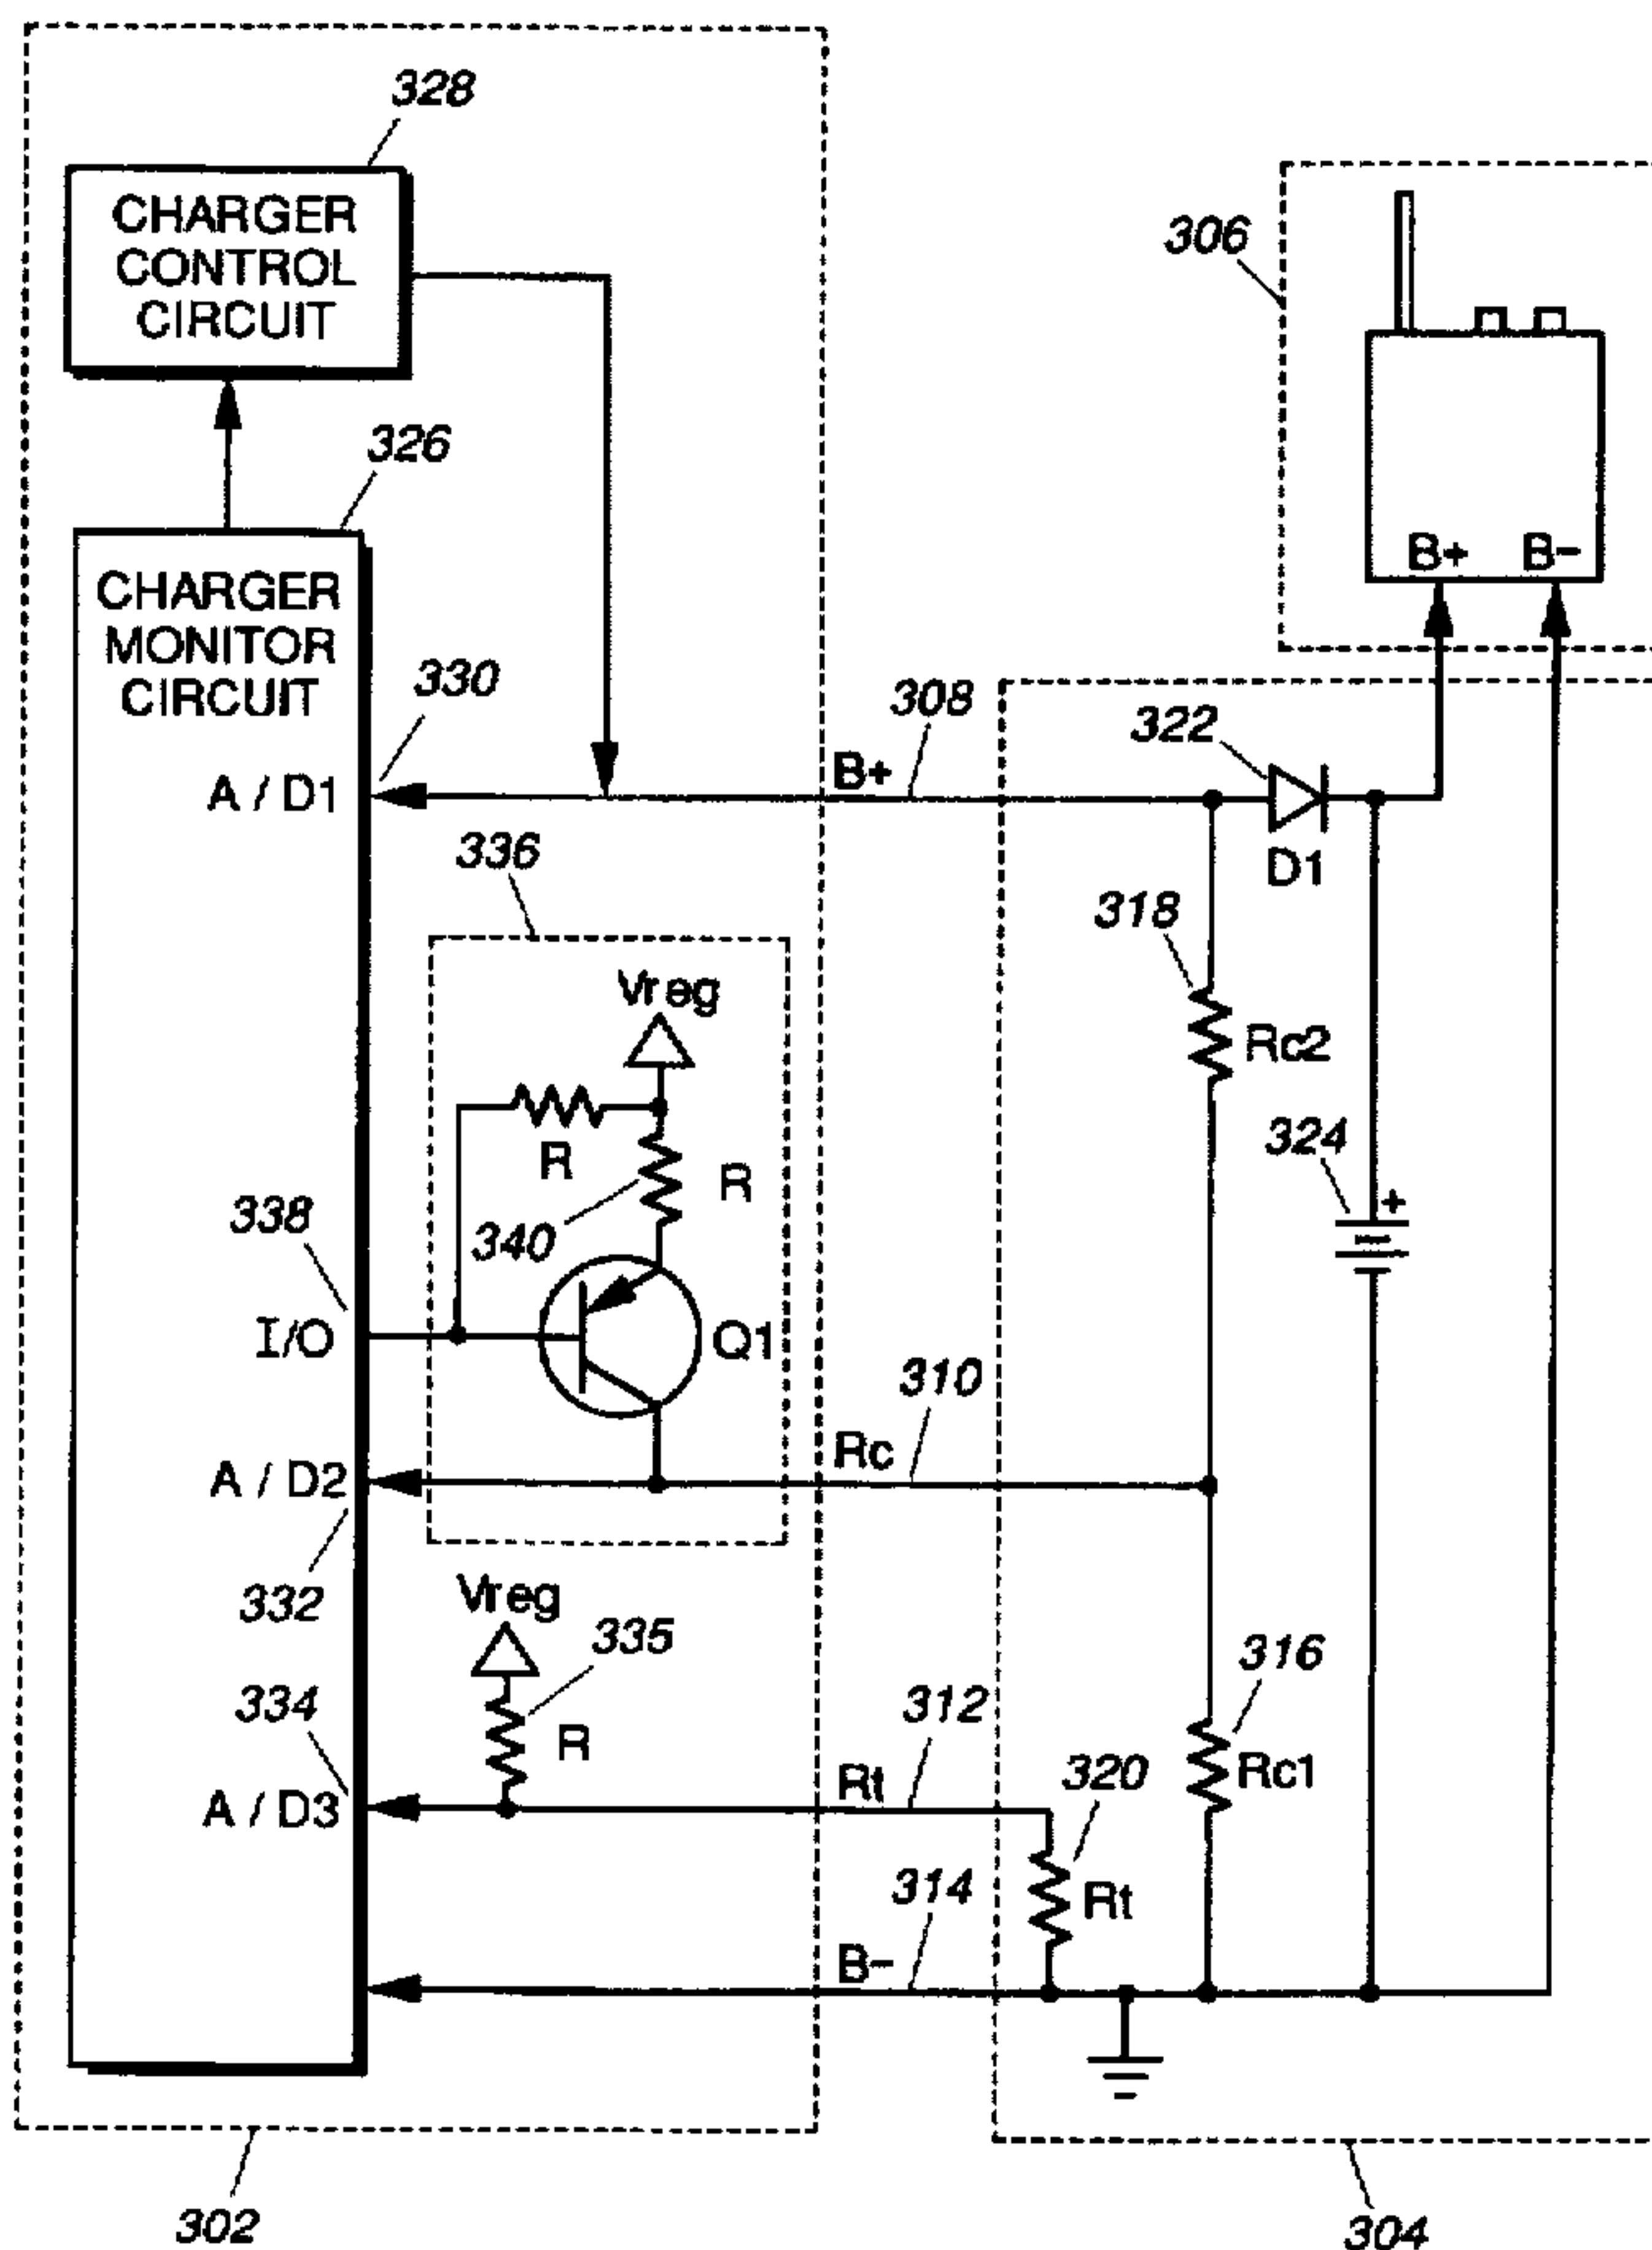 328
CHARGER
CONTROL
CIRCUIT
306
326
B+ B-
CHARGER
MONITOR
CIRCUIT
330
308
322
A / D1
B+
D1
336
318
Vreg
Rc2
R
R
324
+
338
340
I/O
Q1
310
Rc
A / D2
332
Vreg
335
316
334
312
R
Rc1
320
Rt
A / D3
314
Rt
B-
302
304